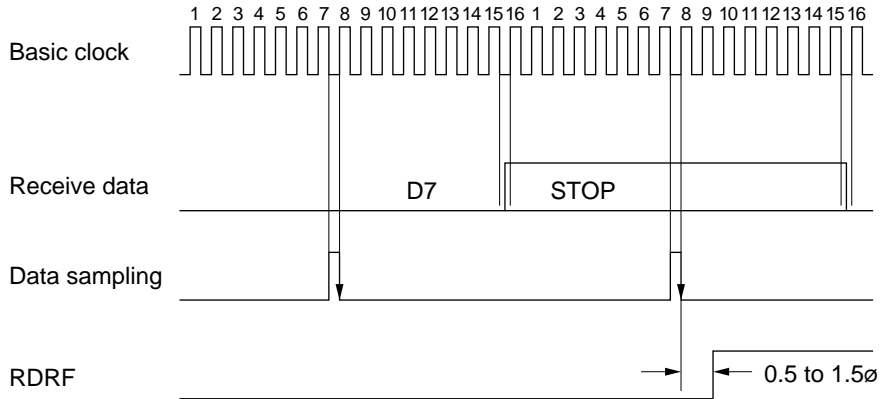 1 2 3 4 5 6 7 8 9 10 11 12 13 14 15 16 1 2 3 4 5 6 7 8 9 10 11 12 13 14 15 16
Basic clock
Receive data
D7
STOP
Data sampling
RDRF
0.5 to 1.5ø